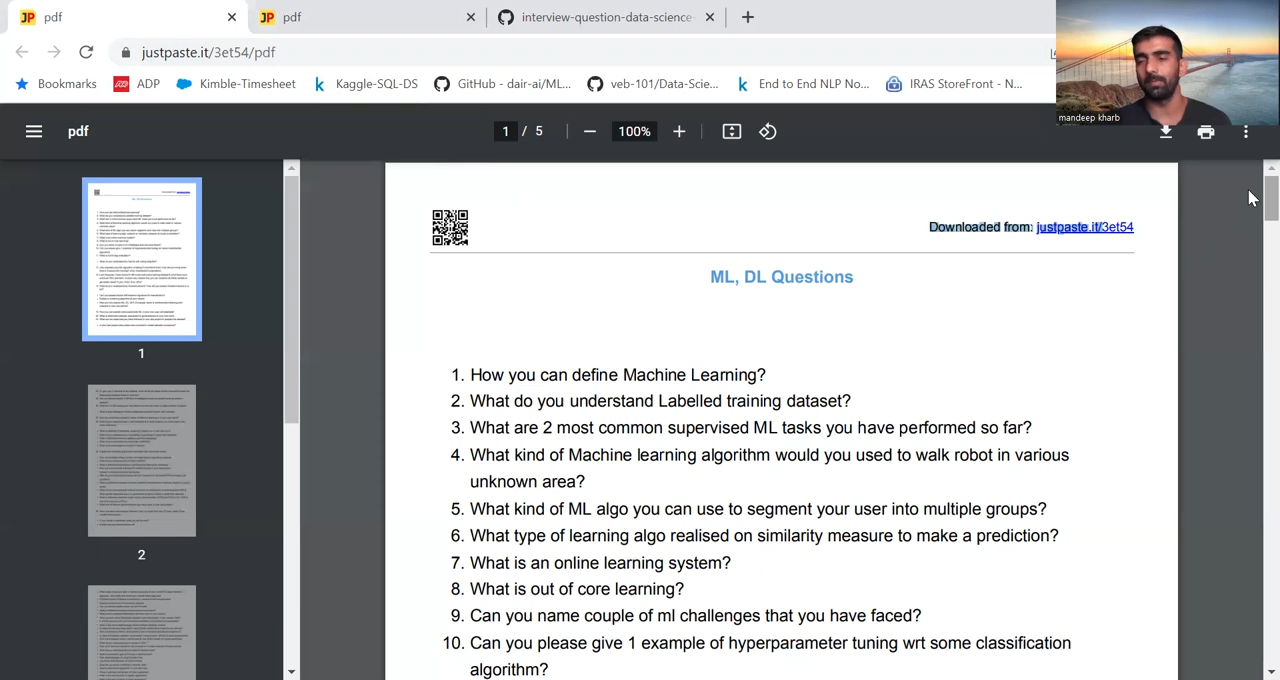 JP pdf
JP pdf
interview-question-data-science-
justpaste.it/3et54/pdf
Bookmarks
ADP
Kimble-Timesheet
Kaggle-SQL-DS
GitHub - dair-ai/ML...
veb-101/Data-Scie...
End to End NLP No...
IRAS StoreFront - N...
mandeep kharb
pdf
1 / 5
100%
1
2
Downloaded from: justpaste.it/3et54
ML, DL Questions
1. How you can define Machine Learning?
2. What do you understant Labelled training dataset?
3. What are 2 most common supervised ML tasks you have performed so far?
4. What kind of Machine learning algorithm would you used to walk robot in various
unknown area?
5. What kind of ML algo you can use to segment your user into multiple groups?
6. What type of learning algo realised on similarity measure to make a prediction?
7. What is an online learning system?
8. What is out of core learning?
9. Can you name couple of ml challenges that you have faced?
10. Can you please give 1 example of hyperparameter tuning wrt someclassification
algorithm?